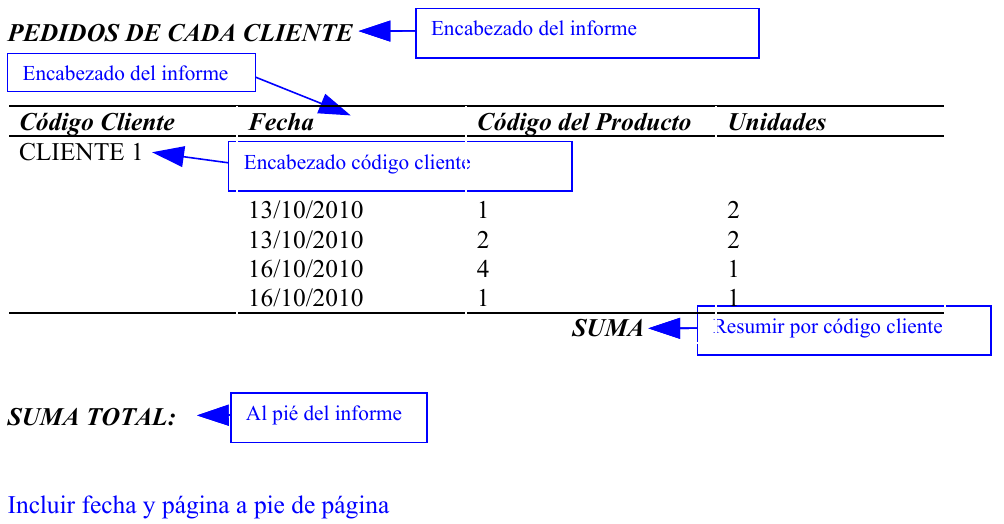 PEDIDOS DE CADA CLIENTE Encabezado del informe
Encabezado del informe
Código Cliente Fecha Código del Producto Unidades
CLIENTE 1 Encabezado código cliente
13/10/2010 1 2
13/10/2010 2 2
16/10/2010 4 1
16/10/2010 1 1
SUMA Resumir por código cliente
SUMA TOTAL: Al pié del informe
Incluir fecha y página a pie de página